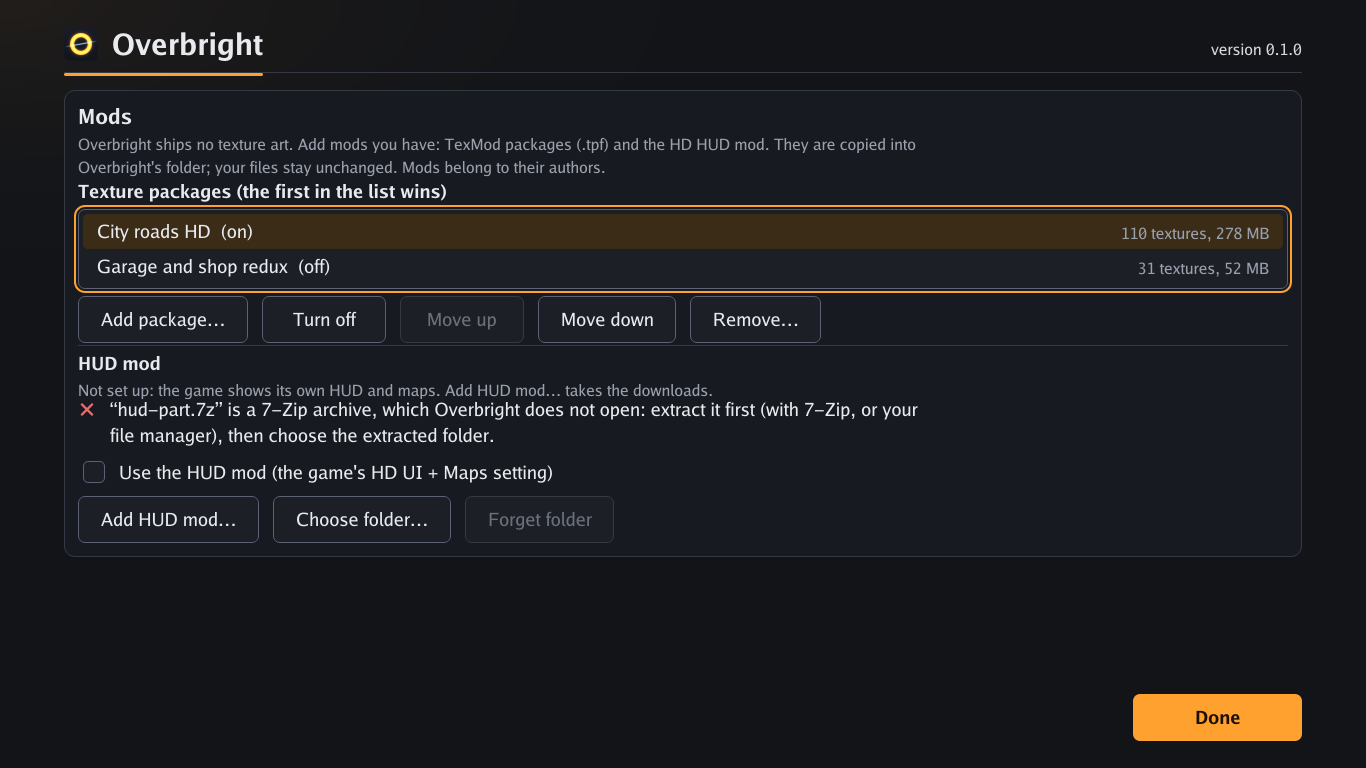 Overbright
version 0.1.0
Mods
Overbright ships no texture art. Add mods you have: TexMod packages (.tpf) and the HD HUD mod. They are copied into
Overbright's folder; your files stay unchanged. Mods belong to their authors.
Texture packages (the first in the list wins)
City roads HD (on)
110 textures, 278 MB
Garage and shop redux (off)
31 textures, 52 MB
Add package…
Turn off
Move up
Move down
Remove…
HUD mod
Not set up: the game shows its own HUD and maps. Add HUD mod… takes the downloads.
✕ “hud-part.7z” is a 7-Zip archive, which Overbright does not open: extract it first (with 7-Zip, or your
file manager), then choose the extracted folder.
Use the HUD mod (the game's HD UI + Maps setting)
Add HUD mod…
Choose folder…
Forget folder
Done